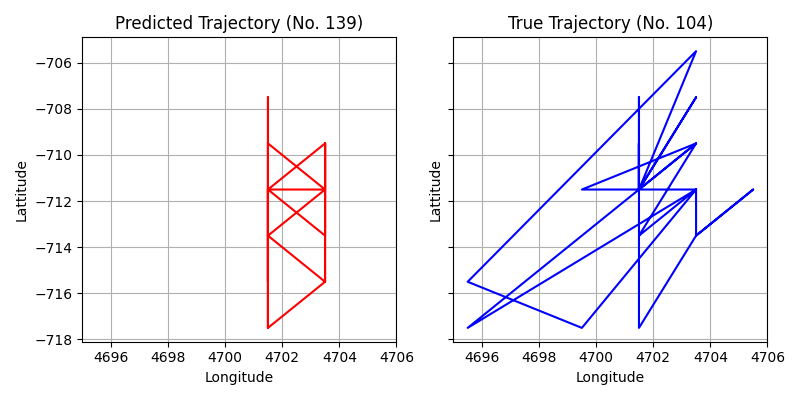 Predicted Trajectory (No. 139)
True Trajectory (No. 104)
−706
−708
−710
−712
−714
−716
−718
Lattitude
Lattitude
4696 4698 4700 4702 4704 4706
4696 4698 4700 4702 4704 4706
Longitude
Longitude